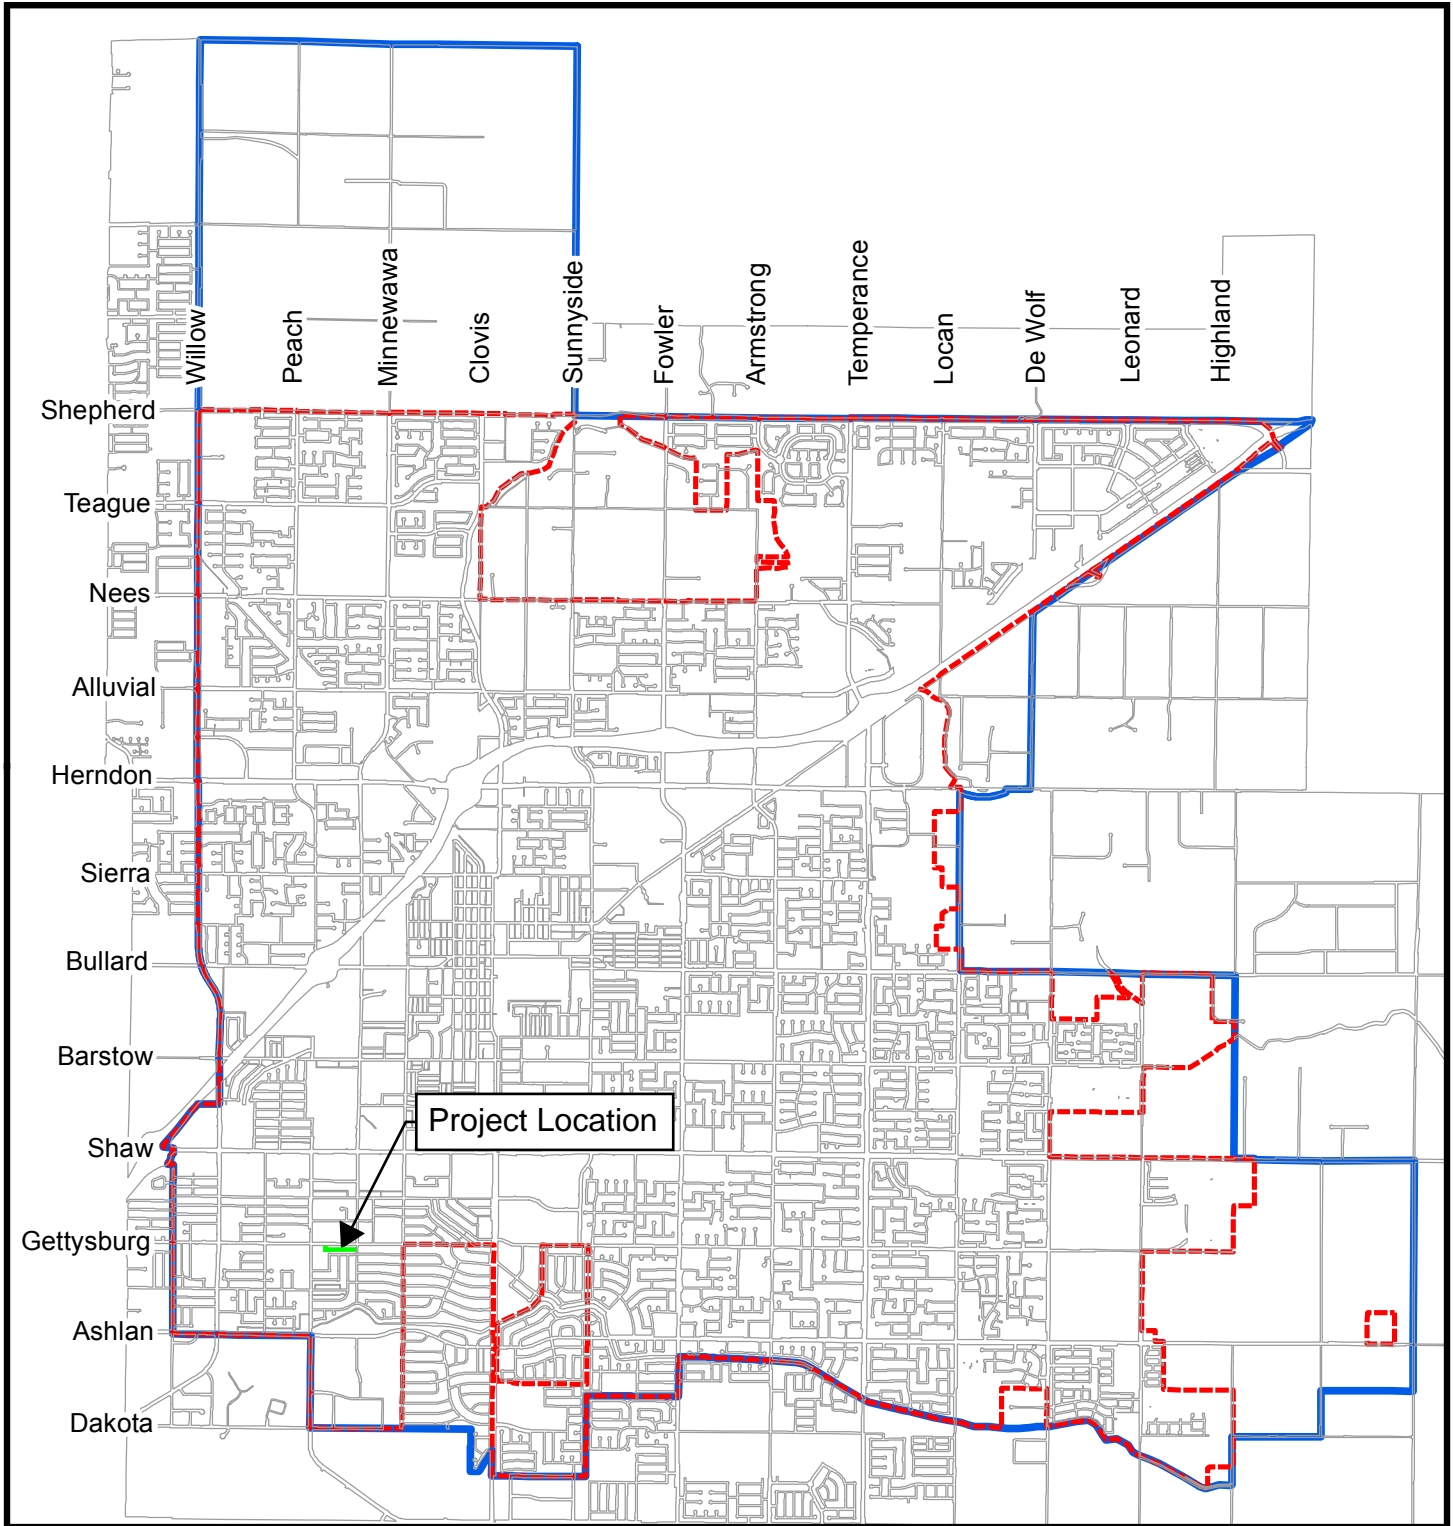 Willow
Peach
Minnewawa
Clovis
Sunnyside
Fowler
Armstrong
Temperance
Locan
De Wolf
Leonard
Highland
Shepherd
Teague
Nees
Alluvial
Herndon
Sierra
Bullard
Barstow
Project Location
Shaw
Gettysburg
Ashlan
Dakota